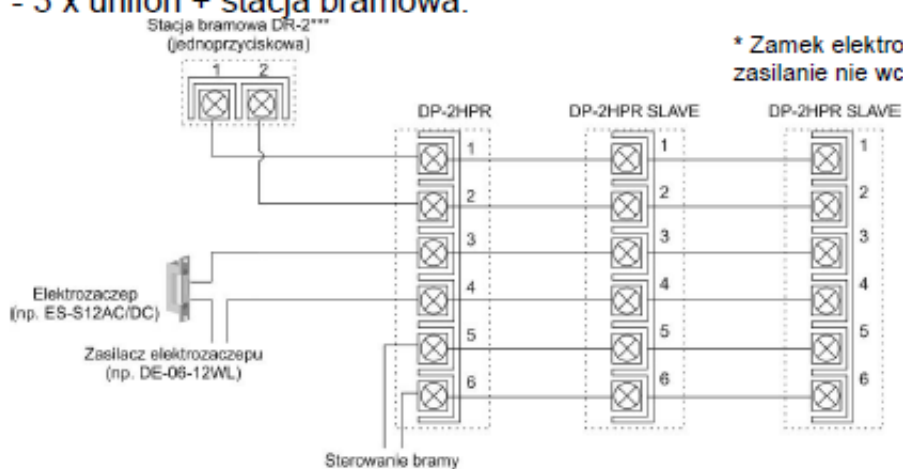 - 3 x unifon + stacja bramowa:
Stacja bramowa DR-2***
(jednoprzyciskowa)
* Zamek elektro
zasilanie nie wc
1 2
DP-2HPR
DP-2HPR SLAVE
DP-2HPR SLAVE
1 1 1
2 2 2
3 3 3
4 4 4
5 5 5
6 6 6
Elektrozaczep
(np. ES-S12AC/DC)
Zasilacz elektrozaczepu
(np. DE-06-12WL)
Sterowanie bramy